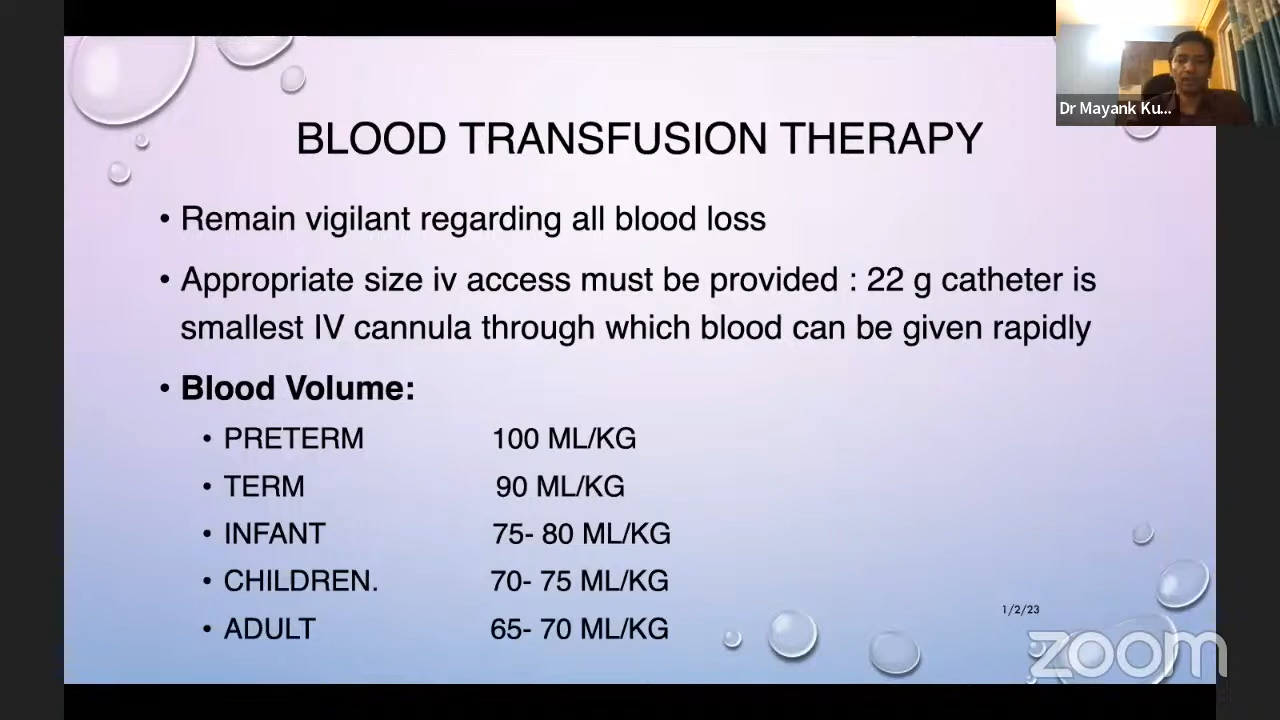 Dr Mayank Ku...
BLOOD TRANSFUSION THERAPY
• Remain vigilant regarding all blood loss
• Appropriate size iv access must be provided : 22 g catheter is
smallest IV cannula through which blood can be given rapidly
• Blood Volume:
• PRETERM 100 ML/KG
• TERM 90 ML/KG
• INFANT 75- 80 ML/KG
• CHILDREN. 70- 75 ML/KG
• ADULT 65- 70 ML/KG
1/2/23
zoom